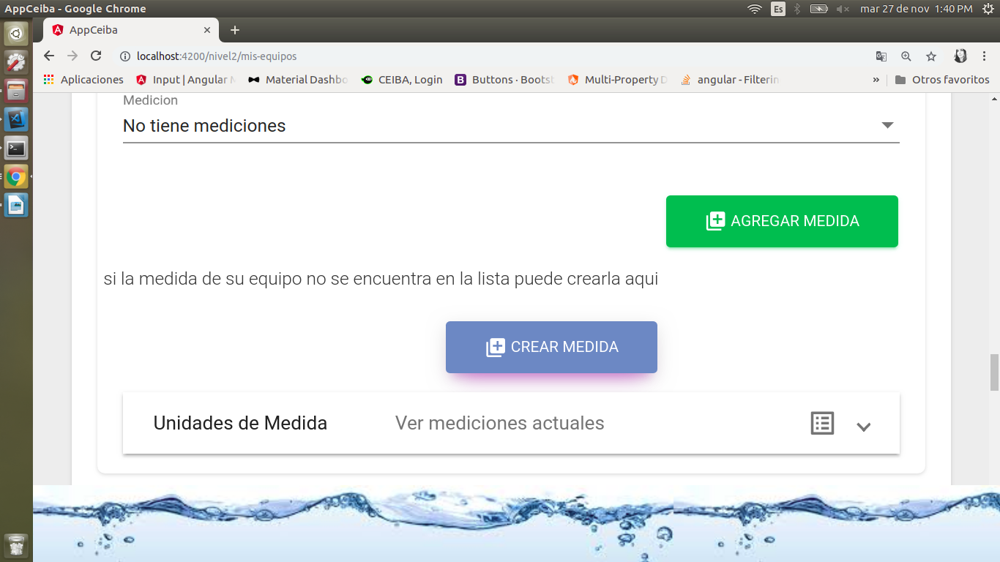 AppCeiba - Google Chrome
Es
mar 27 de nov 1:40 PM
AppCeiba
localhost:4200/nivel2/mis-equipos
Aplicaciones
Input | Angular
Material Dashbo
CEIBA, Login
Buttons · Boots
Multi-Property D
angular - Filterin
»
Otros favoritos
Medicion
No tiene mediciones
AGREGAR MEDIDA
si la medida de su equipo no se encuentra en la lista puede crearla aqui
CREAR MEDIDA
Unidades de Medida
Ver mediciones actuales